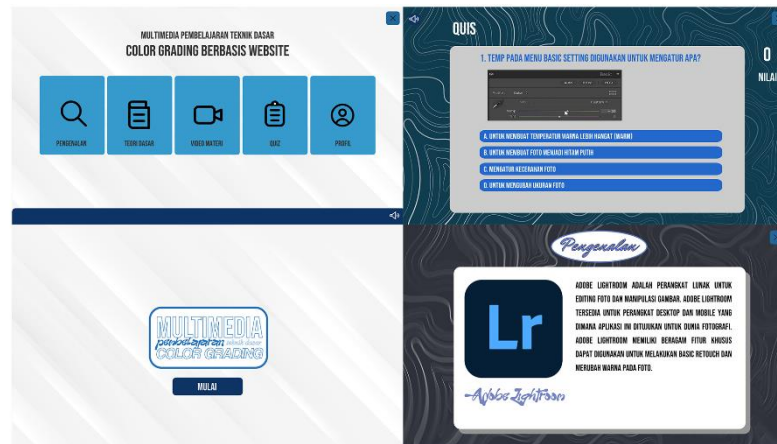 MULTIMEDIA PEMBELAJARAN TEKNIK DASAR
COLOR GRADING BERBASIS WEBSITE
PENGENALAN
TEORI DASAR
VIDEO MATERI
QUIZ
PROFIL
QUIS
0
NILAI
1. TEMP PADA MENU BASIC SETTING DIGUNAKAN UNTUK MENGATUR APA?
A. UNTUK MEMBUAT TEMPERATUR WARNA LEBIH HANGAT (WARM)
B. UNTUK MEMBUAT FOTO MENJADI HITAM PUTIH
C. MENGATUR KECERAHAN FOTO
D. UNTUK MENGUBAH UKURAN FOTO
MULTIMEDIA
pembelajaran teknik dasar
COLOR GRADING
MULAI
Pengenalan
Lr
Adobe Lightroom
ADOBE LIGHTROOM ADALAH PERANGKAT LUNAK UNTUK
EDITING FOTO DAN MANIPULASI GAMBAR. ADOBE LIGHTROOM
TERSEDIA UNTUK PERANGKAT DESKTOP DAN MOBILE YANG
DIMANA APLIKASI INI DITUJUKAN UNTUK DUNIA FOTOGRAFI.
ADOBE LIGHTROOM MEMILIKI BERAGAM FITUR KHUSUS
DAPAT DIGUNAKAN UNTUK MELAKUKAN BASIC RETOUCH DAN
MERUBAH WARNA PADA FOTO.